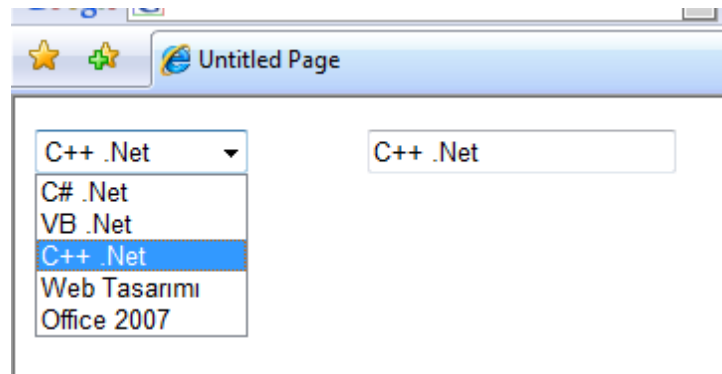 Untitled Page
C++ .Net
C++ .Net
C# .Net
VB .Net
C++ .Net
Web Tasarımı
Office 2007